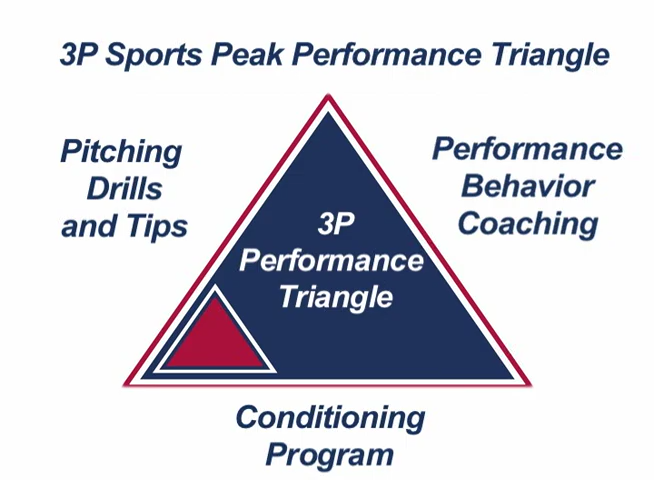 3P Sports Peak Performance Triangle
Pitching
Drills
and Tips
Performance
Behavior
Coaching
3P
Performance
Triangle
Conditioning
Program